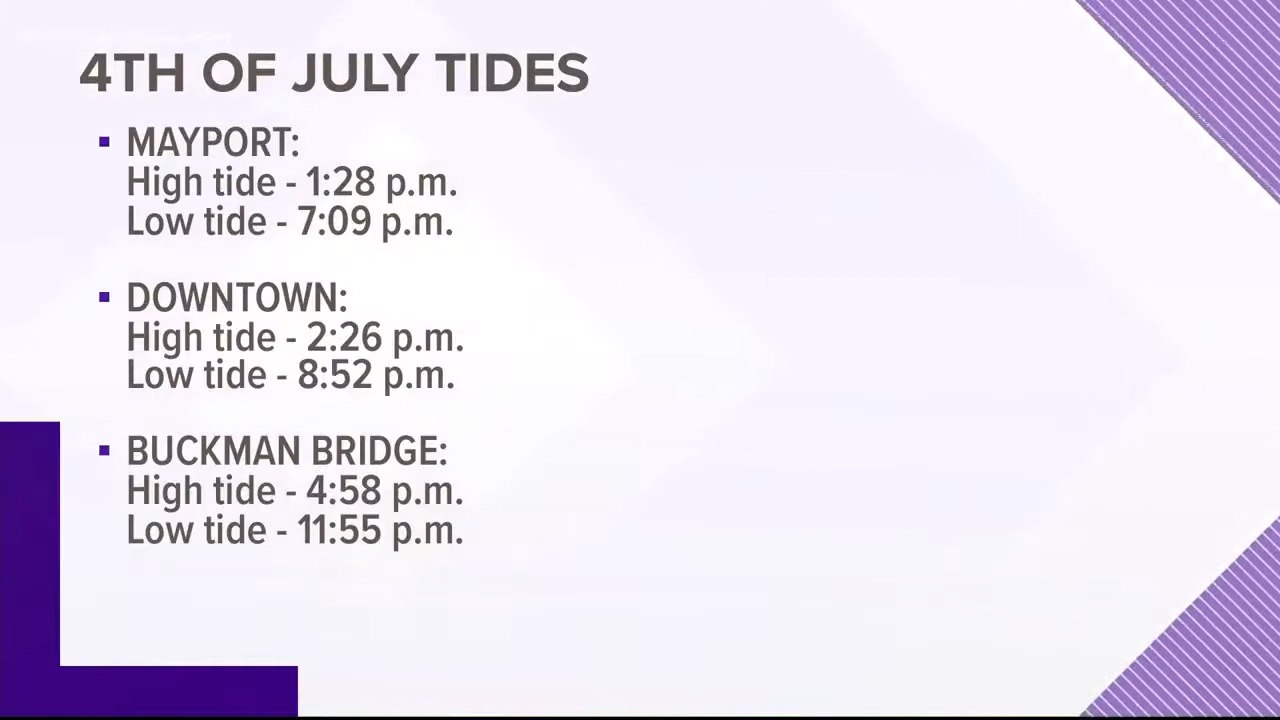 4TH OF JULY TIDES
▪ MAYPORT:
High tide - 1:28 p.m.
Low tide - 7:09 p.m.
▪ DOWNTOWN:
High tide - 2:26 p.m.
Low tide - 8:52 p.m.
▪ BUCKMAN BRIDGE:
High tide - 4:58 p.m.
Low tide - 11:55 p.m.